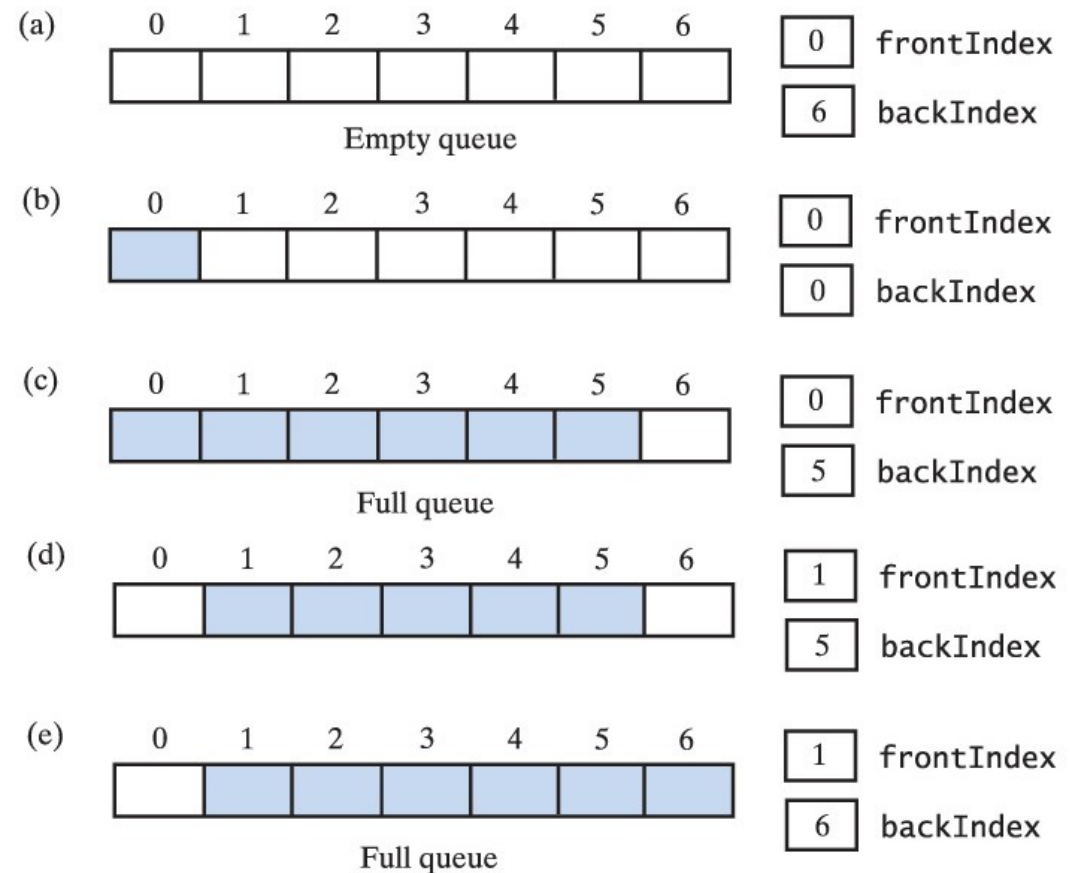 (a) 0 1 2 3 4 5 6
0 frontIndex
6 backIndex
Empty queue
(b) 0 1 2 3 4 5 6
0 frontIndex
0 backIndex
(c) 0 1 2 3 4 5 6
0 frontIndex
5 backIndex
Full queue
(d) 0 1 2 3 4 5 6
1 frontIndex
5 backIndex
(e) 0 1 2 3 4 5 6
1 frontIndex
6 backIndex
Full queue